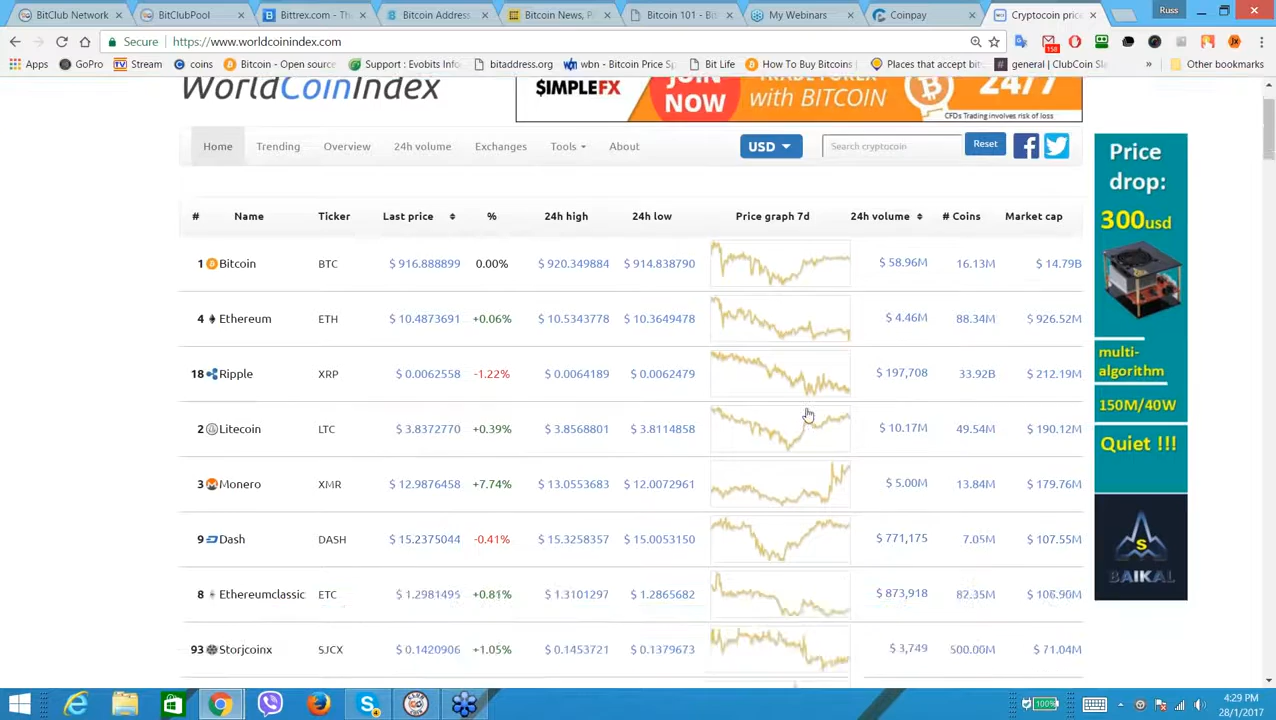 BitClub Network
BitClubPool
Bittrex.com - The
Bitcoin Address
Bitcoin News, P
Bitcoin 101 - Bit
My Webinars
Coinpay
Cryptocoin pric
Russ
Secure https://www.worldcoinindex.com
158
Apps GoPro Stream coins Bitcoin - Open source Support : Evobits Info bitaddress.org wbn - Bitcoin Price Bit Life How To Buy Bitcoins Places that accept bit general | ClubCoin Sl Other bookmarks
WorldCoinIndex
SIMPLEFX
JOIN
NOW
TRADE FOREX
with BITCOIN
24/7
CFDs Trading involves risk of loss
Home Trending Overview 24h volume Exchanges Tools About USD Search cryptocoin Reset
# Name Ticker Last price % 24h high 24h low Price graph 7d 24h volume # Coins Market cap
1 Bitcoin BTC $ 916.888899 0.00% $ 920.349884 $ 914.838790 $ 58.96M 16.13M $ 14.79B
4 Ethereum ETH $ 10.4873691 +0.06% $ 10.5343778 $ 10.3649478 $ 4.46M 88.34M $ 926.52M
18 Ripple XRP $ 0.0062558 -1.22% $ 0.0064189 $ 0.0062479 $ 197,708 33.92B $ 212.19M
2 Litecoin LTC $ 3.8372770 +0.39% $ 3.8568801 $ 3.8114858 $ 10.17M 49.54M $ 190.12M
3 Monero XMR $ 12.9876458 +7.74% $ 13.0553683 $ 12.0072961 $ 5.00M 13.84M $ 179.76M
9 Dash DASH $ 15.2375044 -0.41% $ 15.3258357 $ 15.0053150 $ 771,175 7.05M $ 107.55M
8 Ethereumclassic ETC $ 1.2981495 +0.81% $ 1.3101297 $ 1.2865682 $ 873,918 82.35M $ 106.90M
93 Storjcoinx SJCX $ 0.1420906 +1.05% $ 0.1453721 $ 0.1379673 $ 3,749 500.00M $ 71.04M
Price
drop:
300usd
multi-
algorithm
150M/40W
Quiet !!!
S
BAIKAL
100%
4:29 PM
28/1/2017